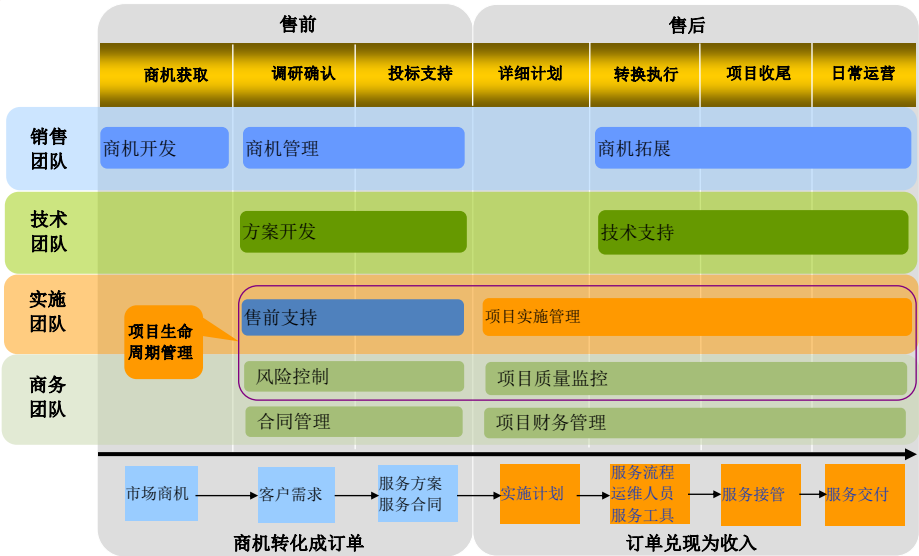 售前
售后
商机获取
调研确认
投标支持
详细计划
转换执行
项目收尾
日常运营
销售
团队
商机开发
商机管理
商机拓展
技术
团队
方案开发
技术支持
实施
团队
售前支持
项目实施管理
项目生命
周期管理
商务
团队
风险控制
项目质量监控
合同管理
项目财务管理
市场商机
客户需求
服务方案
服务合同
实施计划
服务流程
运维人员
服务工具
服务接管
服务交付
商机转化成订单
订单兑现为收入